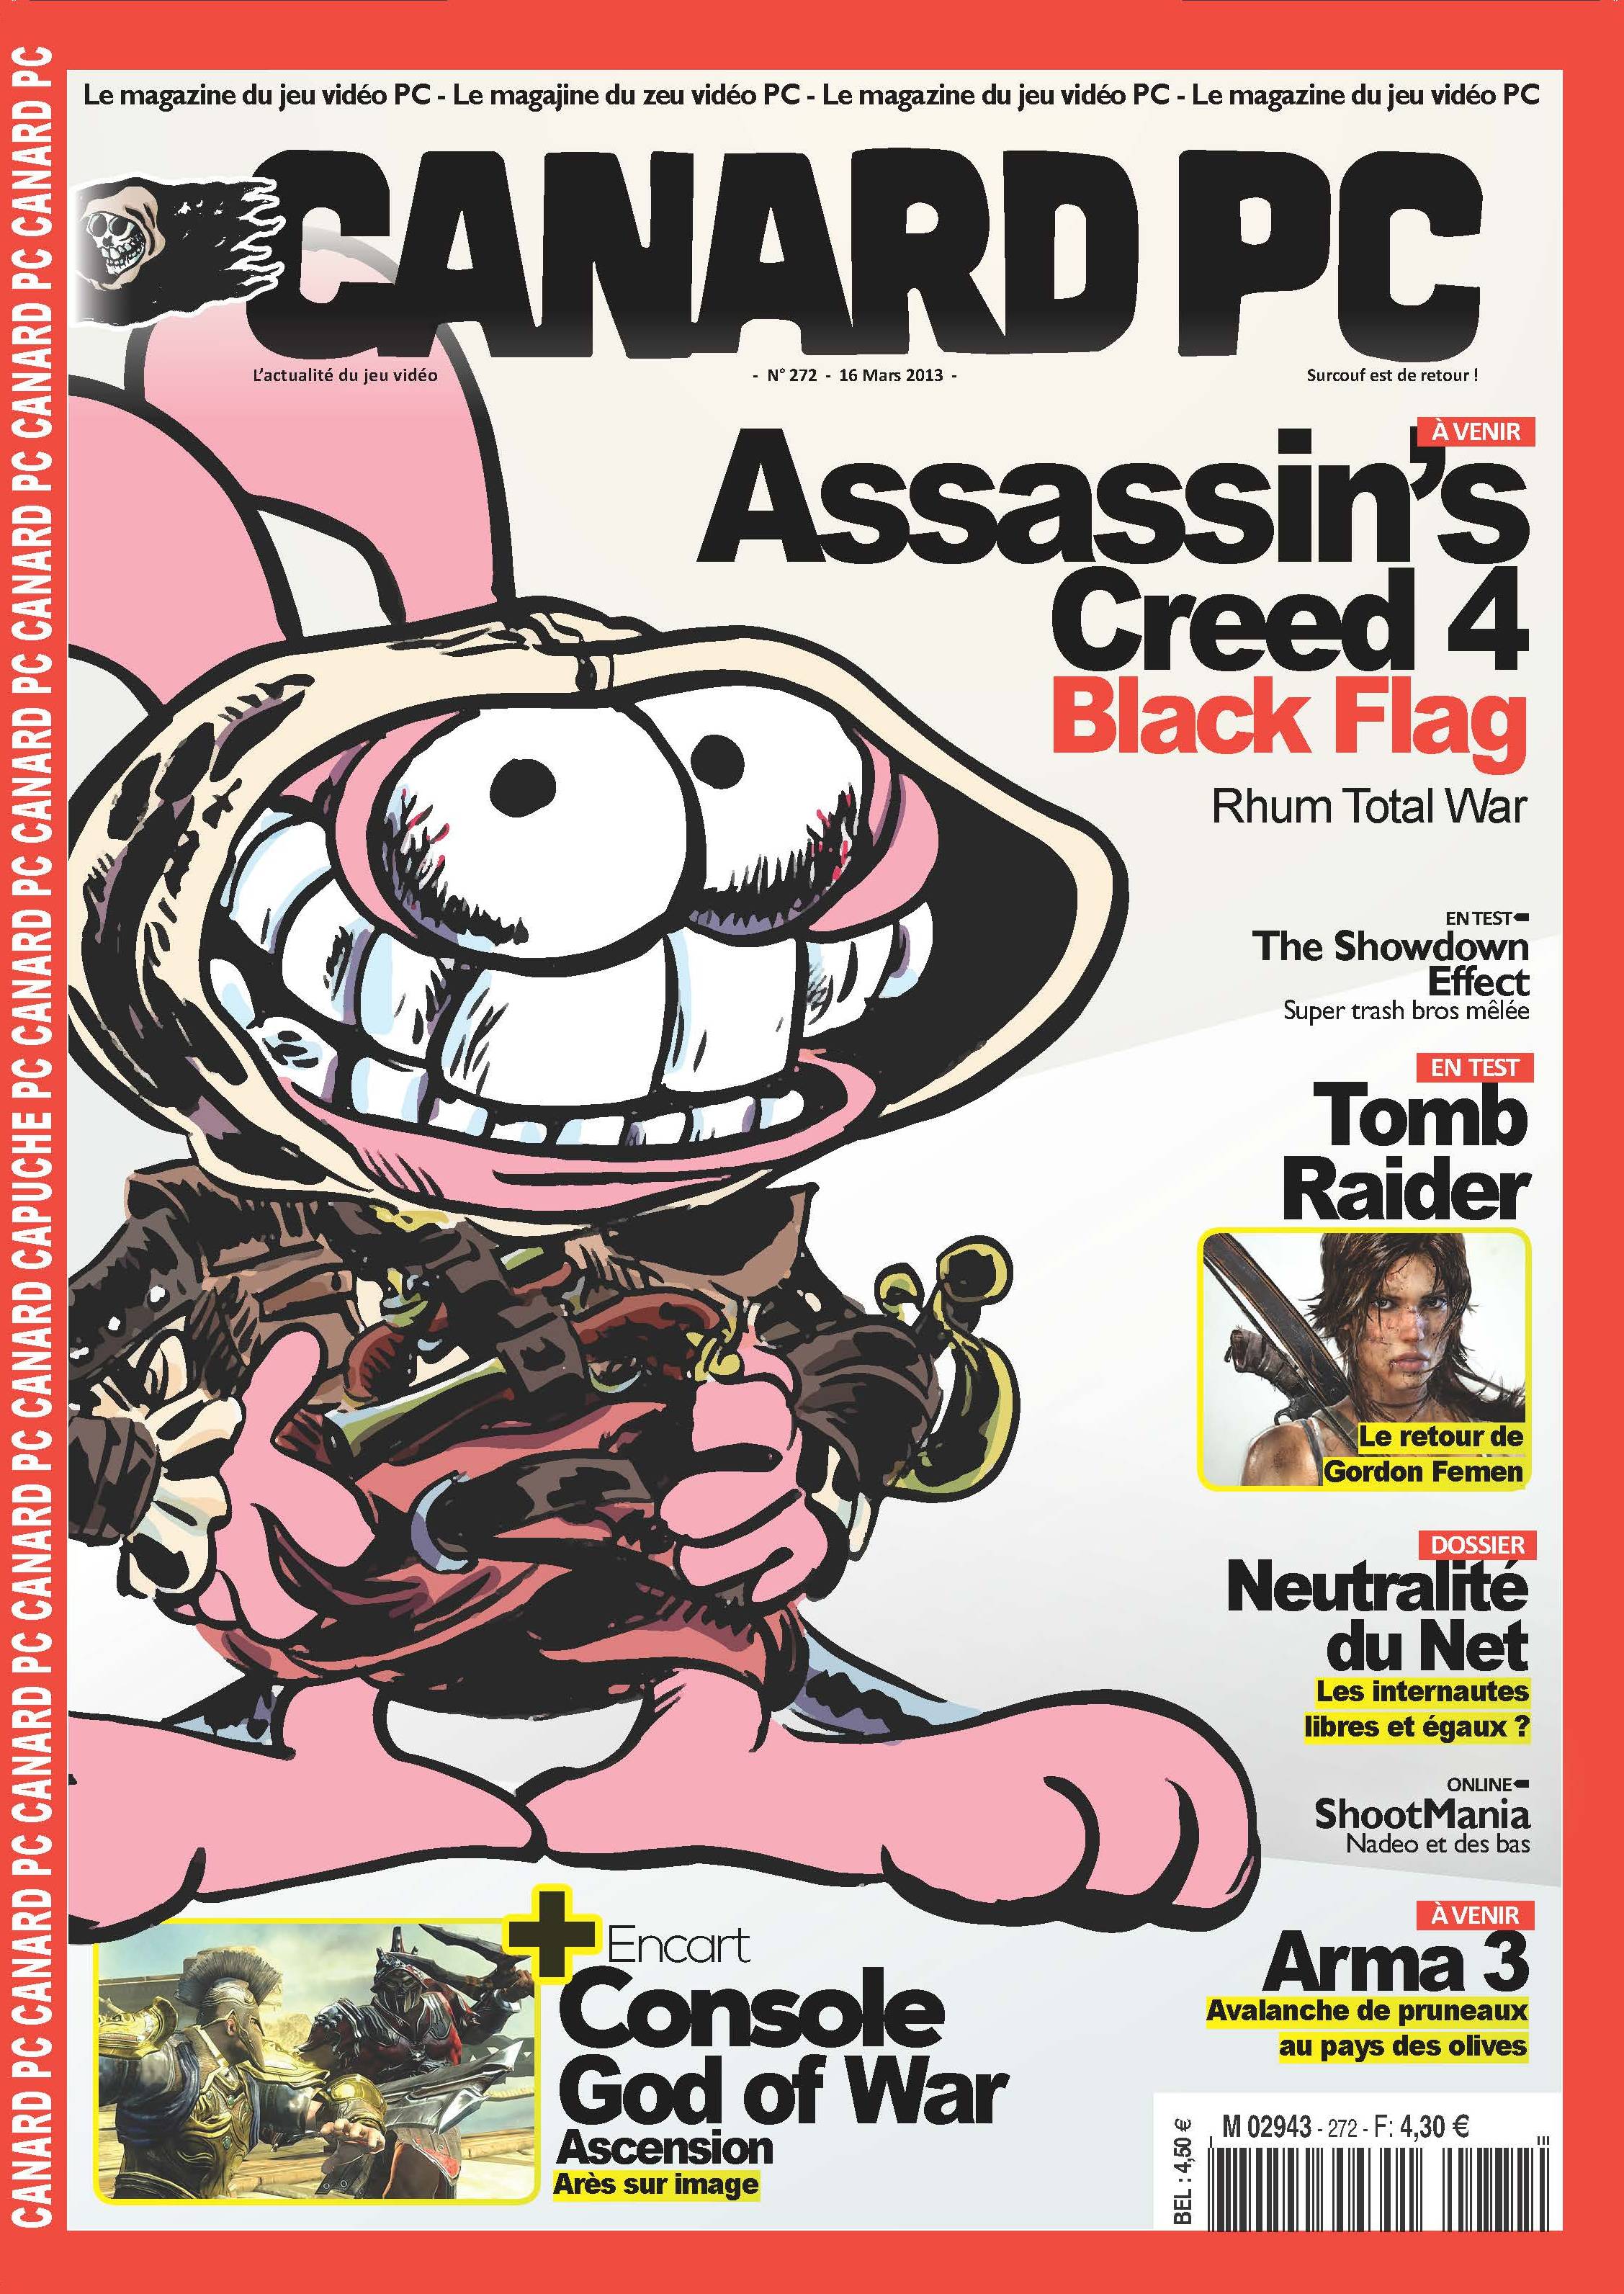 Le magazine du jeu vidéo PC - Le magajine du zeu vidéo PC - Le magazine du jeu vidéo PC - Le magazine du jeu vidéo PC
CANARD PC
L'actualité du jeu vidéo
- N° 272 - 16 Mars 2013 -
Surcouf est de retour !
À VENIR
Assassin's
Creed 4
Black Flag
Rhum Total War
EN TEST
The Showdown
Effect
Super trash bros mêlée
EN TEST
Tomb
Raider
Le retour de
Gordon Femen
DOSSIER
Neutralité
du Net
Les internautes
libres et égaux ?
ONLINE
ShootMania
Nadeo et des bas
À VENIR
Arma 3
Avalanche de pruneaux
au pays des olives
+ Encart
Console
God of War
Ascension
Arès sur image
BEL : 4,50 €
M 02943 - 272 - F: 4,30 €
CANARD PC CANARD PC CANARD PC CANARD PC CANARD CAPUCHE PC CANARD PC CANARD PC CANARD PC CANARD PC CANARD PC